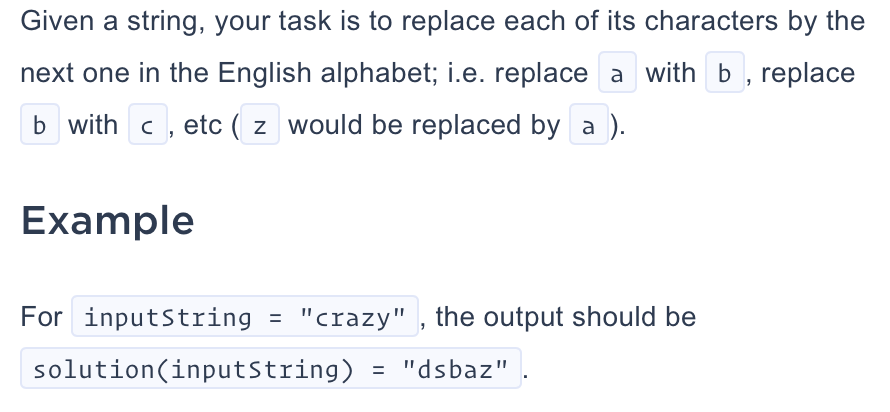 Given a string, your task is to replace each of its characters by the
next one in the English alphabet; i.e. replace a with b, replace
b with c, etc (z would be replaced by a).
Example
For inputString = "crazy", the output should be
solution(inputString) = "dsbaz".